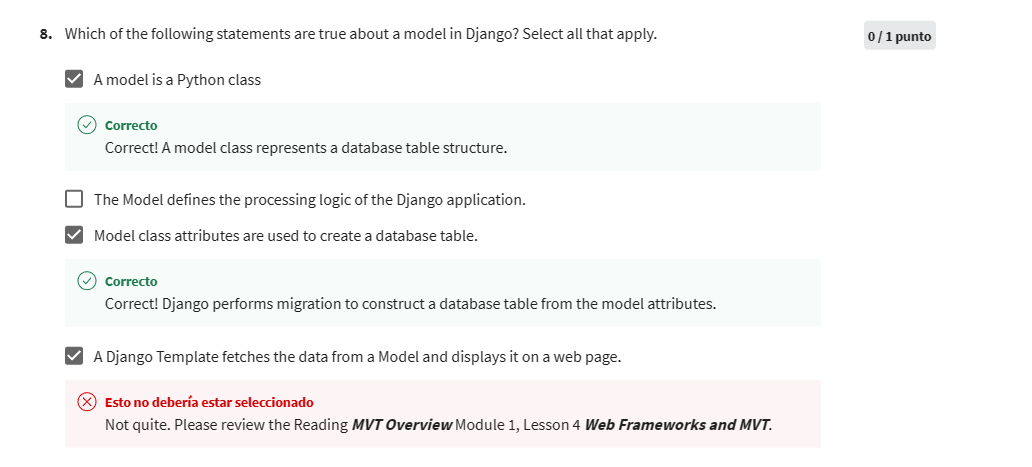 8. Which of the following statements are true about a model in Django? Select all that apply.
0 / 1 punto
A model is a Python class
Correcto
Correct! A model class represents a database table structure.
The Model defines the processing logic of the Django application.
Model class attributes are used to create a database table.
Correcto
Correct! Django performs migration to construct a database table from the model attributes.
A Django Template fetches the data from a Model and displays it on a web page.
Esto no debería estar seleccionado
Not quite. Please review the Reading MVT Overview Module 1, Lesson 4 Web Frameworks and MVT.